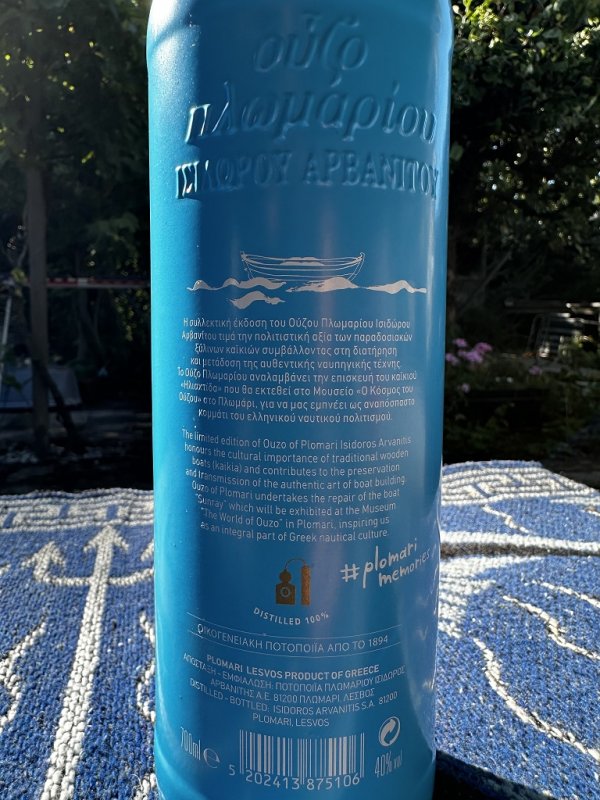 ούζο
πλωμάριου
ΙΣΙΔΩΡΟΥ ΑΡΒΑΝΙΤΟΥ
Η συλλεκτική έκδοση του Ούζου Πλωμαρίου Ισιδώρου
Αρβανίτου τιμά την πολιτιστική αξία των παραδοσιακών
ξύλινων καϊκιών συμβάλλοντας στη διατήρηση
και μετάδοση της αυθεντικής ναυπηγικής τέχνης.
Το Ούζο Πλωμαρίου αναλαμβάνει την επισκευή του καϊκιού
«Ηλιαχτίδα» που θα εκτεθεί στο Μουσείο «Ο Κόσμος του
Ούζου» στο Πλωμάρι, για να μας εμπνέει ως αναπόσπαστο
κομμάτι του ελληνικού ναυτικού πολιτισμού.
The limited edition of Ouzo of Plomari Isidoros Arvanitis
honours the cultural importance of traditional wooden
boats (kaikia) and contributes to the preservation
and transmission of the authentic art of boat building
Ouzo of Plomari undertakes the repair of the boat
"Sunray" which will be exhibited at the Museum
"The World of Ouzo" in Plomari, inspiring us
as an integral part of Greek nautical culture.
#plomari
memories
DISTILLED 100%
ΟΙΚΟΓΕΝΕΙΑΚΗ ΠΟΤΟΠΟΙΪΑ ΑΠΟ ΤΟ 1894
PLOMARI LESVOS PRODUCT OF GREECE
ΑΠΟΣΤΑΞΗ - ΕΜΦΙΑΛΩΣΗ: ΠΟΤΟΠΟΙΪΑ ΠΛΩΜΑΡΙΟΥ ΙΣΙΔΩΡΟΣ
ΑΡΒΑΝΙΤΗΣ Α.Ε. 81200 ΠΛΩΜΑΡΙ, ΛΕΣΒΟΣ
DISTILLED - BOTTLED: ISIDOROS ARVANITIS S.A. 81200
PLOMARI, LESVOS
700ml e
5 202413 875106
40% vol